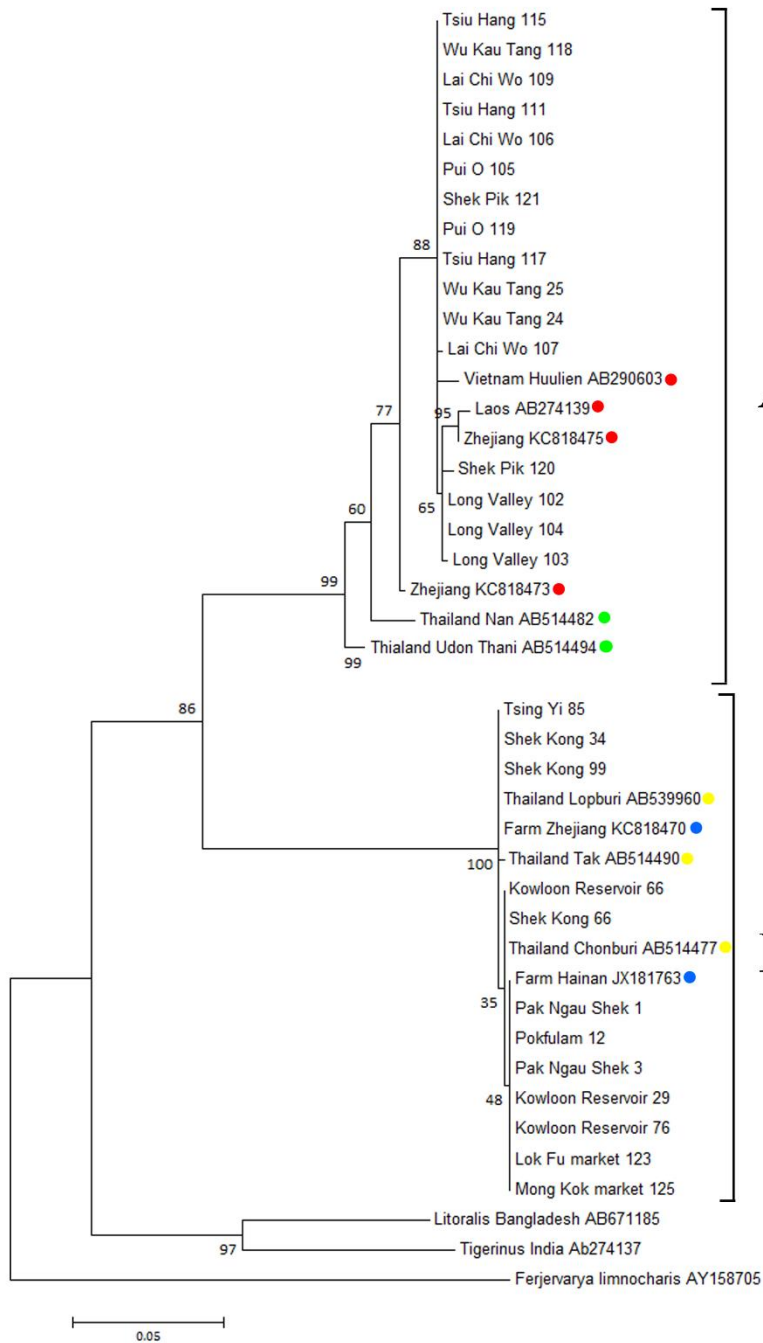 Tsiu Hang 115
Wu Kau Tang 118
Lai Chi Wo 109
Tsiu Hang 111
Lai Chi Wo 106
Pui O 105
Shek Pik 121
Pui O 119
88
Tsiu Hang 117
Wu Kau Tang 25
Wu Kau Tang 24
Lai Chi Wo 107
Vietnam Huulien AB290603
77
95
Laos AB274139
Zhejiang KC818475
Shek Pik 120
60
65
Long Valley 102
Long Valley 104
Long Valley 103
99
Zhejiang KC818473
Thailand Nan AB514482
Thialand Udon Thani AB514494
99
86
Tsing Yi 85
Shek Kong 34
Shek Kong 99
Thailand Lopburi AB539960
Farm Zhejiang KC818470
100
Thailand Tak AB514490
Kowloon Reservoir 66
Shek Kong 66
Thailand Chonburi AB514477
Farm Hainan JX181763
35
Pak Ngau Shek 1
Pokfulam 12
Pak Ngau Shek 3
48
Kowloon Reservoir 29
Kowloon Reservoir 76
Lok Fu market 123
Mong Kok market 125
Litoralis Bangladesh AB671185
97
Tigerinus India Ab274137
Ferjervarya limnocharis AY158705
0.05